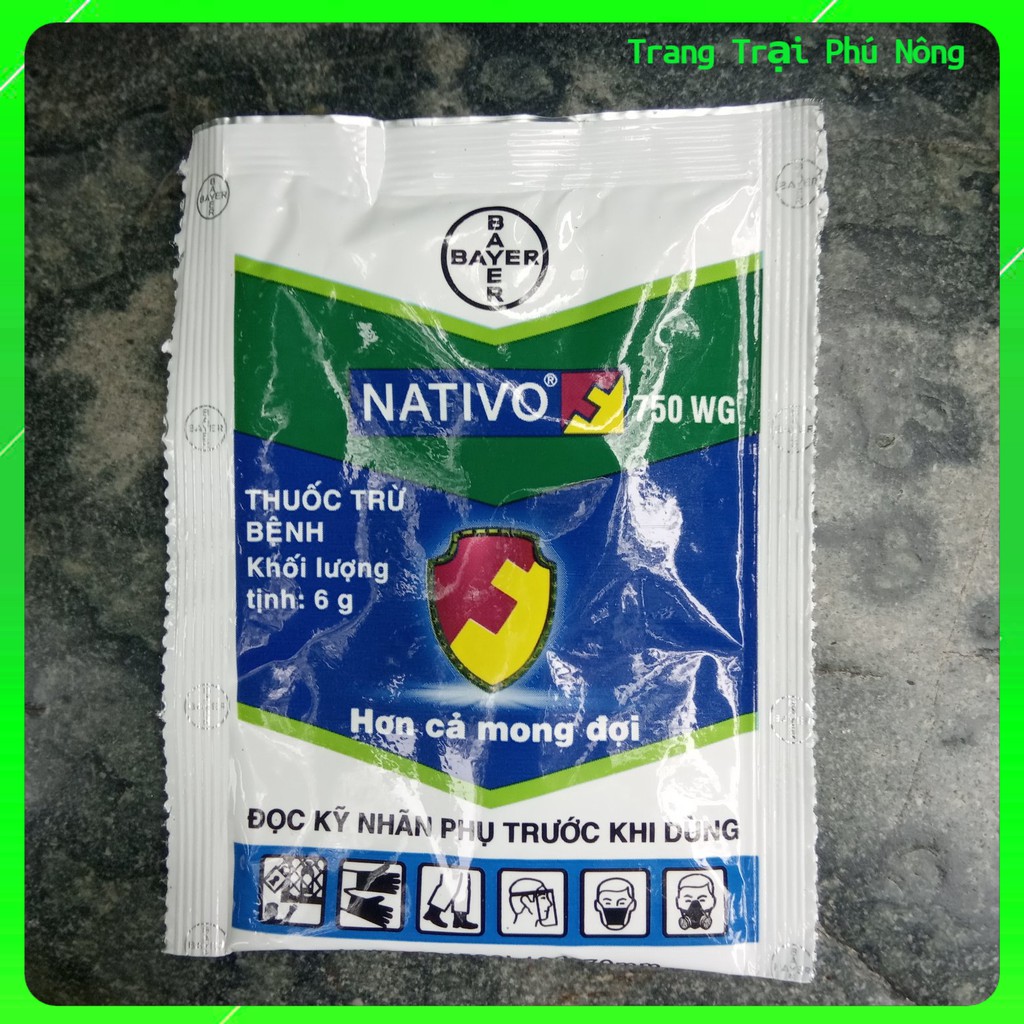 Trang Trại Phú Nông
BAYER
BAYER
NATIVO® 750 WG
THUỐC TRỪ
BỆNH
Khối lượng
tịnh: 6 g
Hơn cả mong đợi
ĐỌC KỸ NHÃN PHỤ TRƯỚC KHI DÙNG